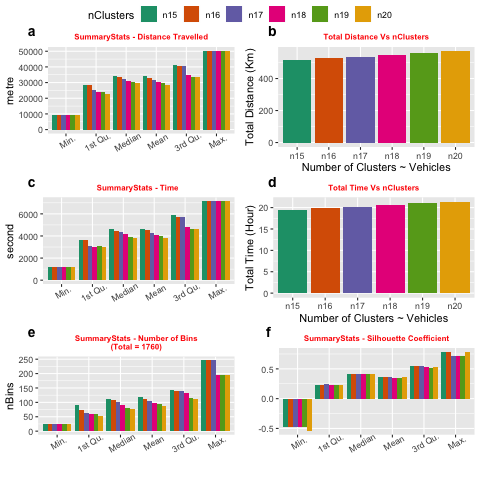 nClusters n15 n16 n17 n18 n19 n20
a
SummaryStats - Distance Travelled
metre
50000
40000
30000
20000
10000
0
Min. 1st Qu. Median Mean 3rd Qu. Max.
b
Total Distance Vs nClusters
Total Distance (Km)
400
200
0
n15 n16 n17 n18 n19 n20
Number of Clusters ~ Vehicles
c
SummaryStats - Time
second
6000
4000
2000
0
Min. 1st Qu. Median Mean 3rd Qu. Max.
d
Total Time Vs nClusters
Total Time (Hour)
20
15
10
5
0
n15 n16 n17 n18 n19 n20
Number of Clusters ~ Vehicles
e
SummaryStats - Number of Bins
(Total = 1760)
nBins
250
200
150
100
50
0
Min. 1st Qu. Median Mean 3rd Qu. Max.
f
SummaryStats - Silhouette Coefficient
0.5
0.0
-0.5
Min. 1st Qu. Median Mean 3rd Qu. Max.